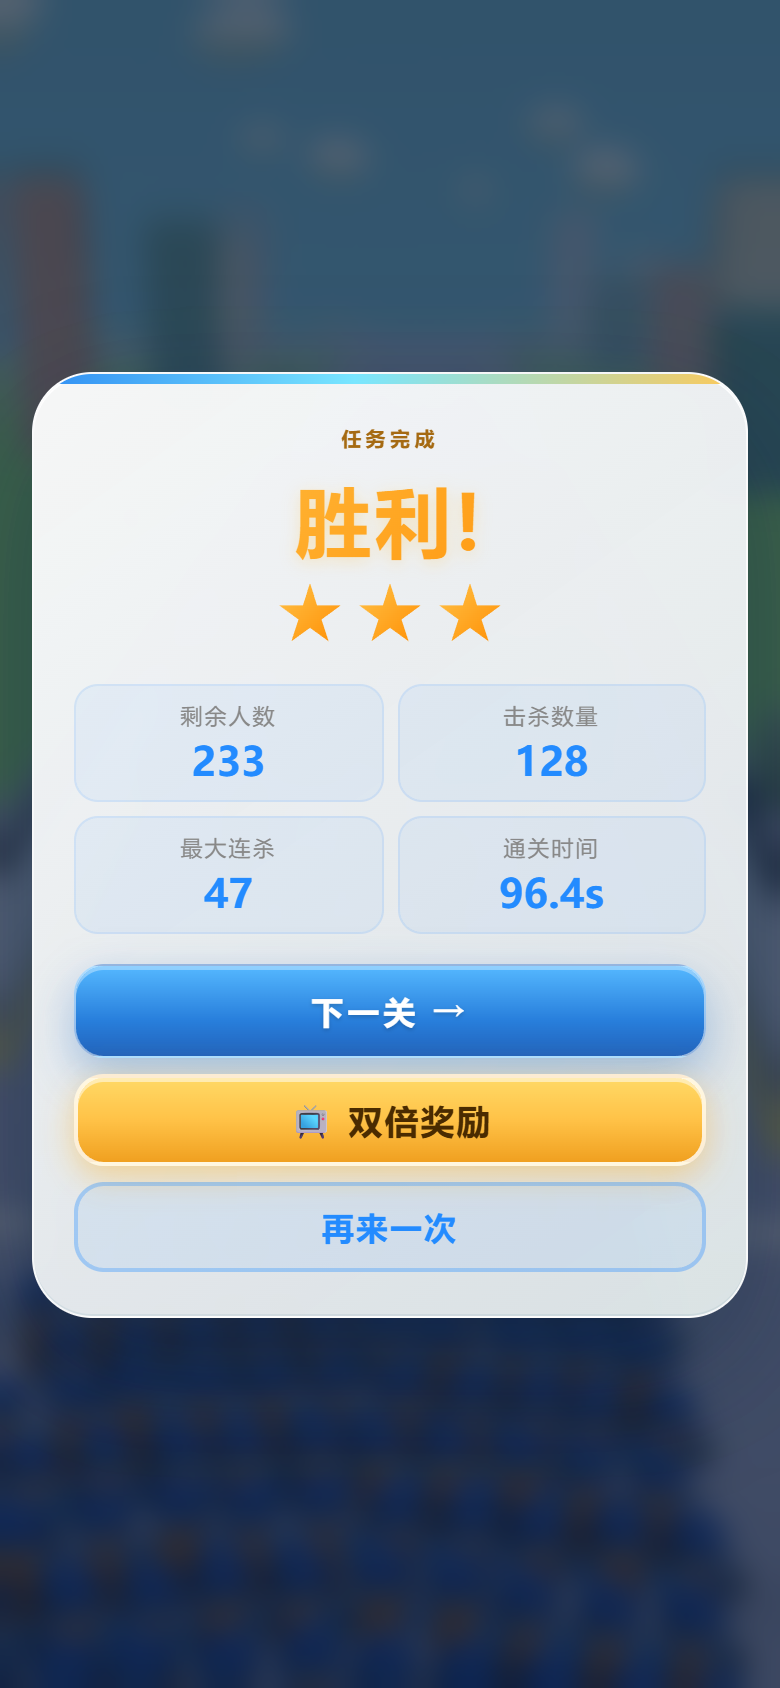 任务完成
胜利!
剩余人数
233
击杀数量
128
最大连杀
47
通关时间
96.4s
下一关 →
双倍奖励
再来一次